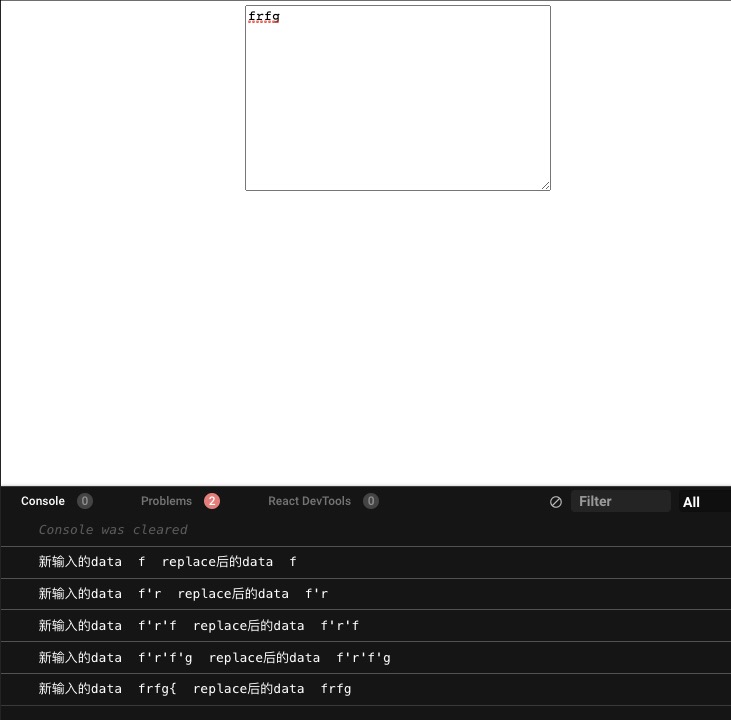 frfg
Console 0 Problems 2 React DevTools 0 Filter All
Console was cleared
新输入的data f replace后的data f
新输入的data f'r replace后的data f'r
新输入的data f'r'f replace后的data f'r'f
新输入的data f'r'f'g replace后的data f'r'f'g
新输入的data frfg{ replace后的data frfg